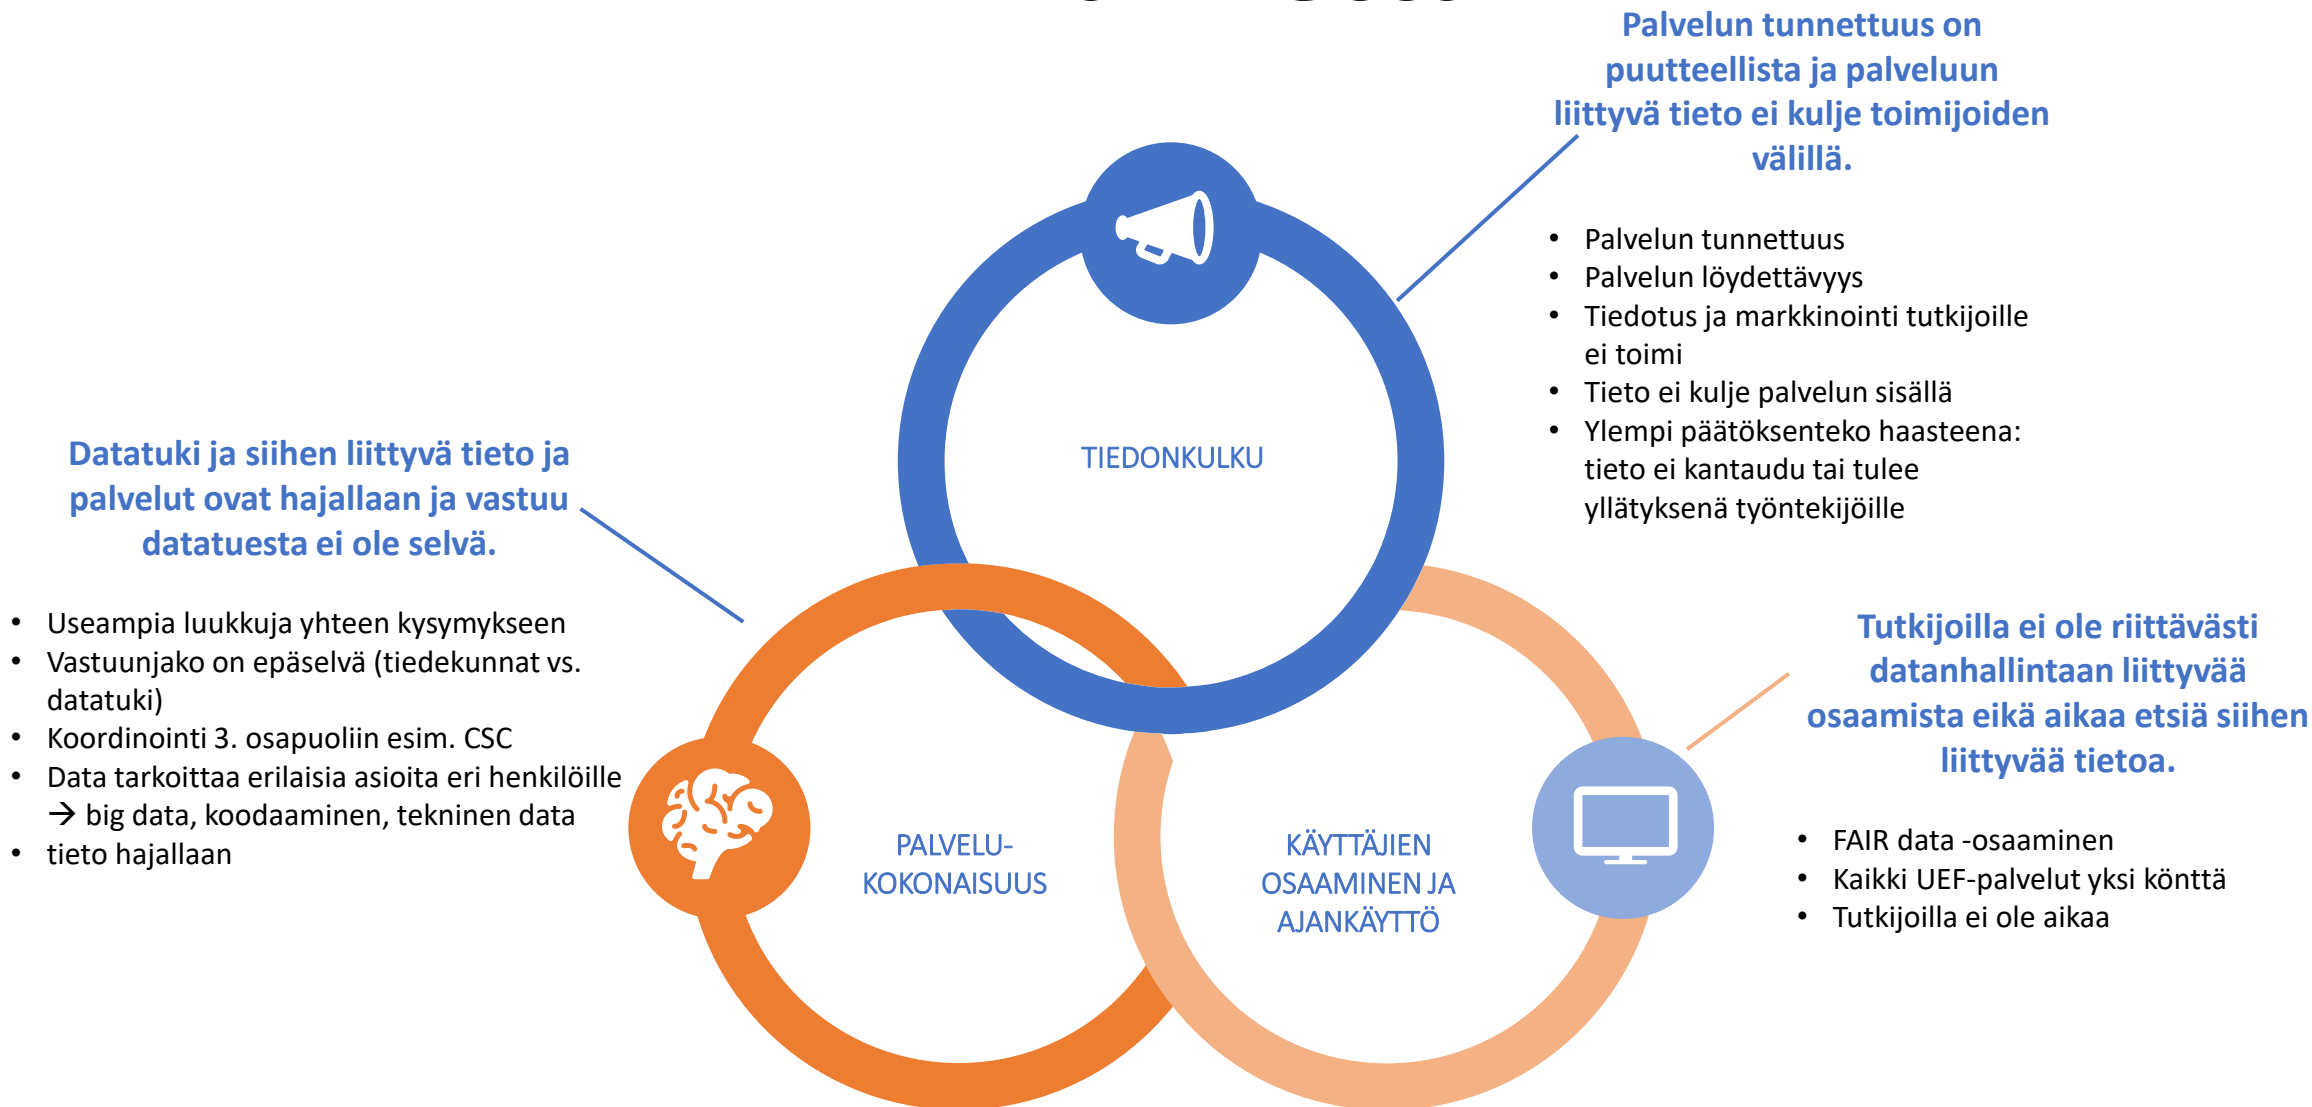 Palvelun tunnettuus on
puutteellista ja palveluun
liittyvä tieto ei kulje toimijoiden
välillä.
• Palvelun tunnettuus
• Palvelun löydettävyys
• Tiedotus ja markkinointi tutkijoille
ei toimi
• Tieto ei kulje palvelun sisällä
• Ylempi päätöksenteko haasteena:
tieto ei kantaudu tai tulee
yllätyksenä työntekijöille
TIEDONKULKU
Datatuki ja siihen liittyvä tieto ja
palvelut ovat hajallaan ja vastuu
datatuesta ei ole selvä.
• Useampia luukkuja yhteen kysymykseen
• Vastuunjako on epäselvä (tiedekunnat vs.
datatuki)
• Koordinointi 3. osapuoliin esim. CSC
• Data tarkoittaa erilaisia asioita eri henkilöille
→ big data, koodaaminen, tekninen data
• tieto hajallaan
PALVELU-
KOKONAISUUS
KÄYTTÄJIEN
OSAAMINEN JA
AJANKÄYTTÖ
Tutkijoilla ei ole riittävästi
datanhallintaan liittyvää
osaamista eikä aikaa etsiä siihen
liittyvää tietoa.
• FAIR data -osaaminen
• Kaikki UEF-palvelut yksi könttä
• Tutkijoilla ei ole aikaa